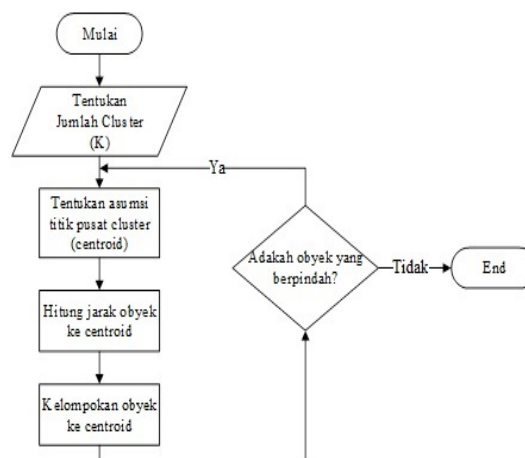 Mulai
Tentukan
Jumlah Cluster
(K)
Ya
Tentukan asumsi
titik pusat cluster
(centroid)
Hitung jarak obyek
ke centroid
Kelompokan obyek
ke centroid
Adakah obyek yang
berpindah?
Tidak
End